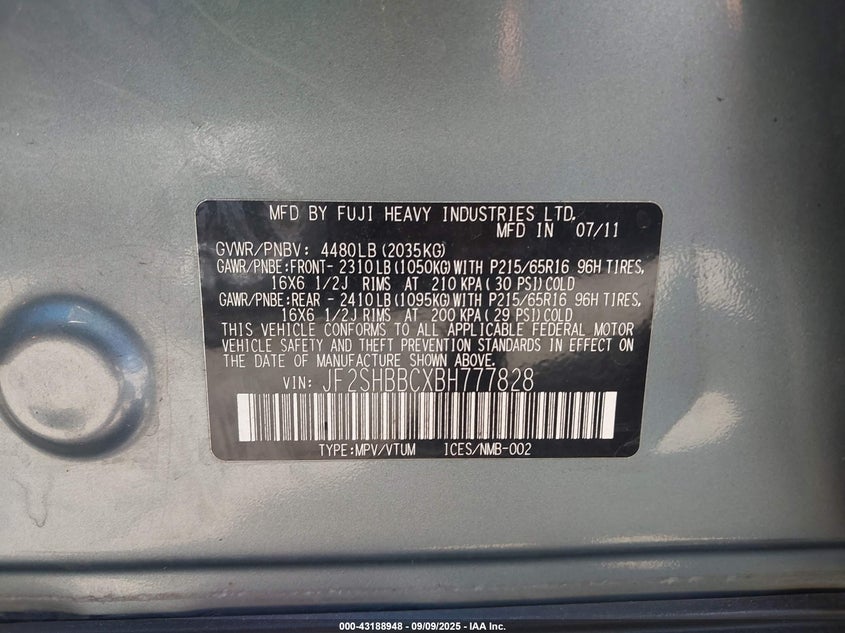 MFD BY FUJI HEAVY INDUSTRIES LTD.
MFD IN 07/11
GVWR/PNBV: 4480LB(2035KG)
GAWR/PNBE:FRONT- 2310LB(1050KG)WITH P215/65R16 96H TIRES,
16X6 1/2J RIMS AT 210 KPA( 30 PSI)COLD
GAWR/PNBE:REAR - 2410LB(1095KG)WITH P215/65R16 96H TIRES,
16X6 1/2J RIMS AT 200 KPA( 29 PSI)COLD
THIS VEHICLE CONFORMS TO ALL APPLICABLE FEDERAL MOTOR
VEHICLE SAFETY AND THEFT PREVENTION STANDARDS IN EFFECT ON
THE DATE OF MANUFACTURE SHOWN ABOVE.
VIN: JF2SHBBCXBH777828
TYPE:MPV/VTUM ICES/NMB-002
000-43188948 - 09/09/2025 - IAA Inc.